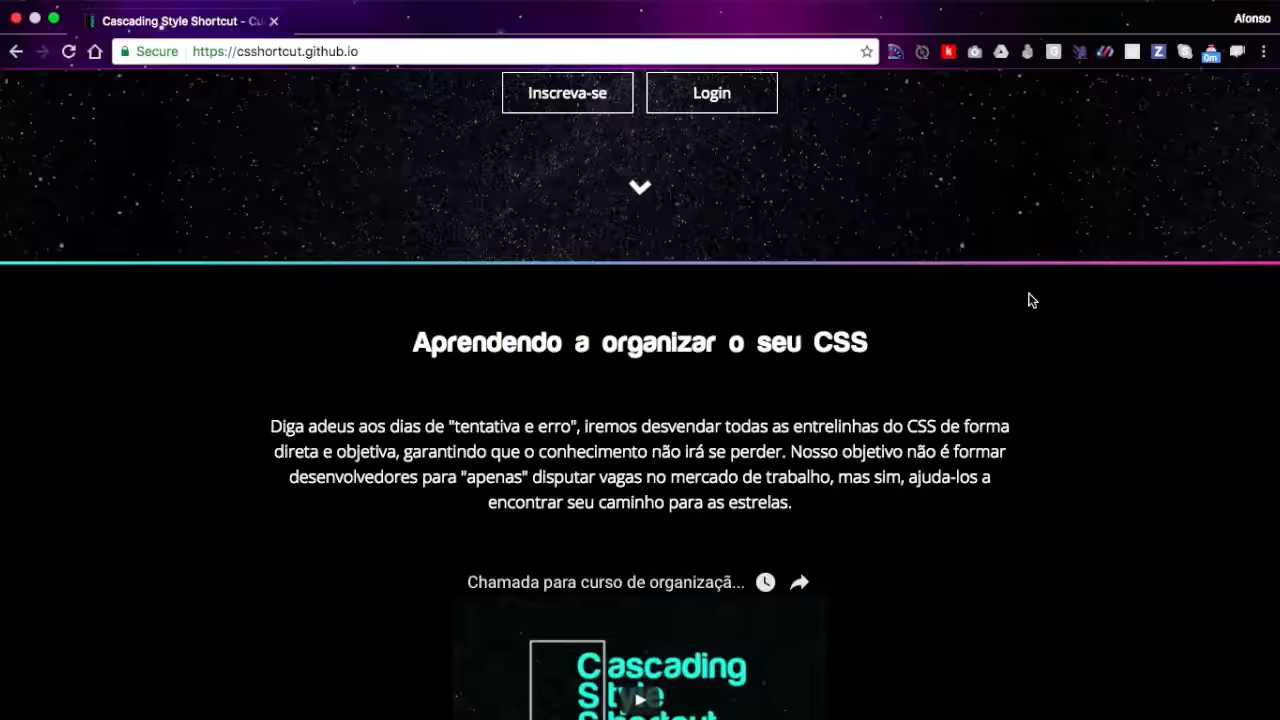 Cascading Style Shortcut - Cu
Afonso
Secure
https://csshortcut.github.io
0m
Inscreva-se
Login
Aprendendo a organizar o seu CSS
Diga adeus aos dias de "tentativa e erro", iremos desvendar todas as entrelinhas do CSS de forma
direta e objetiva, garantindo que o conhecimento não irá se perder. Nosso objetivo não é formar
desenvolvedores para "apenas" disputar vagas no mercado de trabalho, mas sim, ajuda-los a
encontrar seu caminho para as estrelas.
Chamada para curso de organizaçã...
Cascading
Style
Shortcut